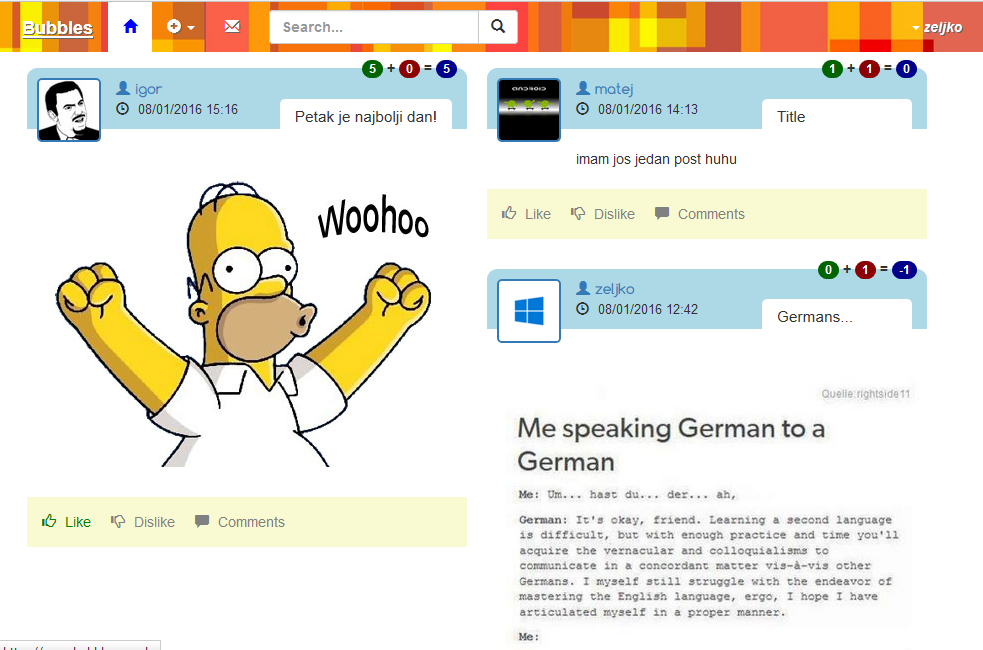 Bubbles
Search...
zeljko
5 + 0 = 5
igor
08/01/2016 15:16
Petak je najbolji dan!
Woohoo
Like Dislike Comments
1 + 1 = 0
ANDROID
matej
08/01/2016 14:13
Title
imam jos jedan post huhu
Like Dislike Comments
0 + 1 = -1
zeljko
08/01/2016 12:42
Germans...
Quelle:rightside11
Me speaking German to a
German
Me: Um... hast du... der... ah,
German: It's okay, friend. Learning a second language
is difficult, but with enough practice and time you'll
acquire the vernacular and colloquialisms to
communicate in a concordant matter vis-à-vis other
Germans. I myself still struggle with the endeavor of
mastering the English language, ergo, I hope I have
articulated myself in a proper manner.
Me: